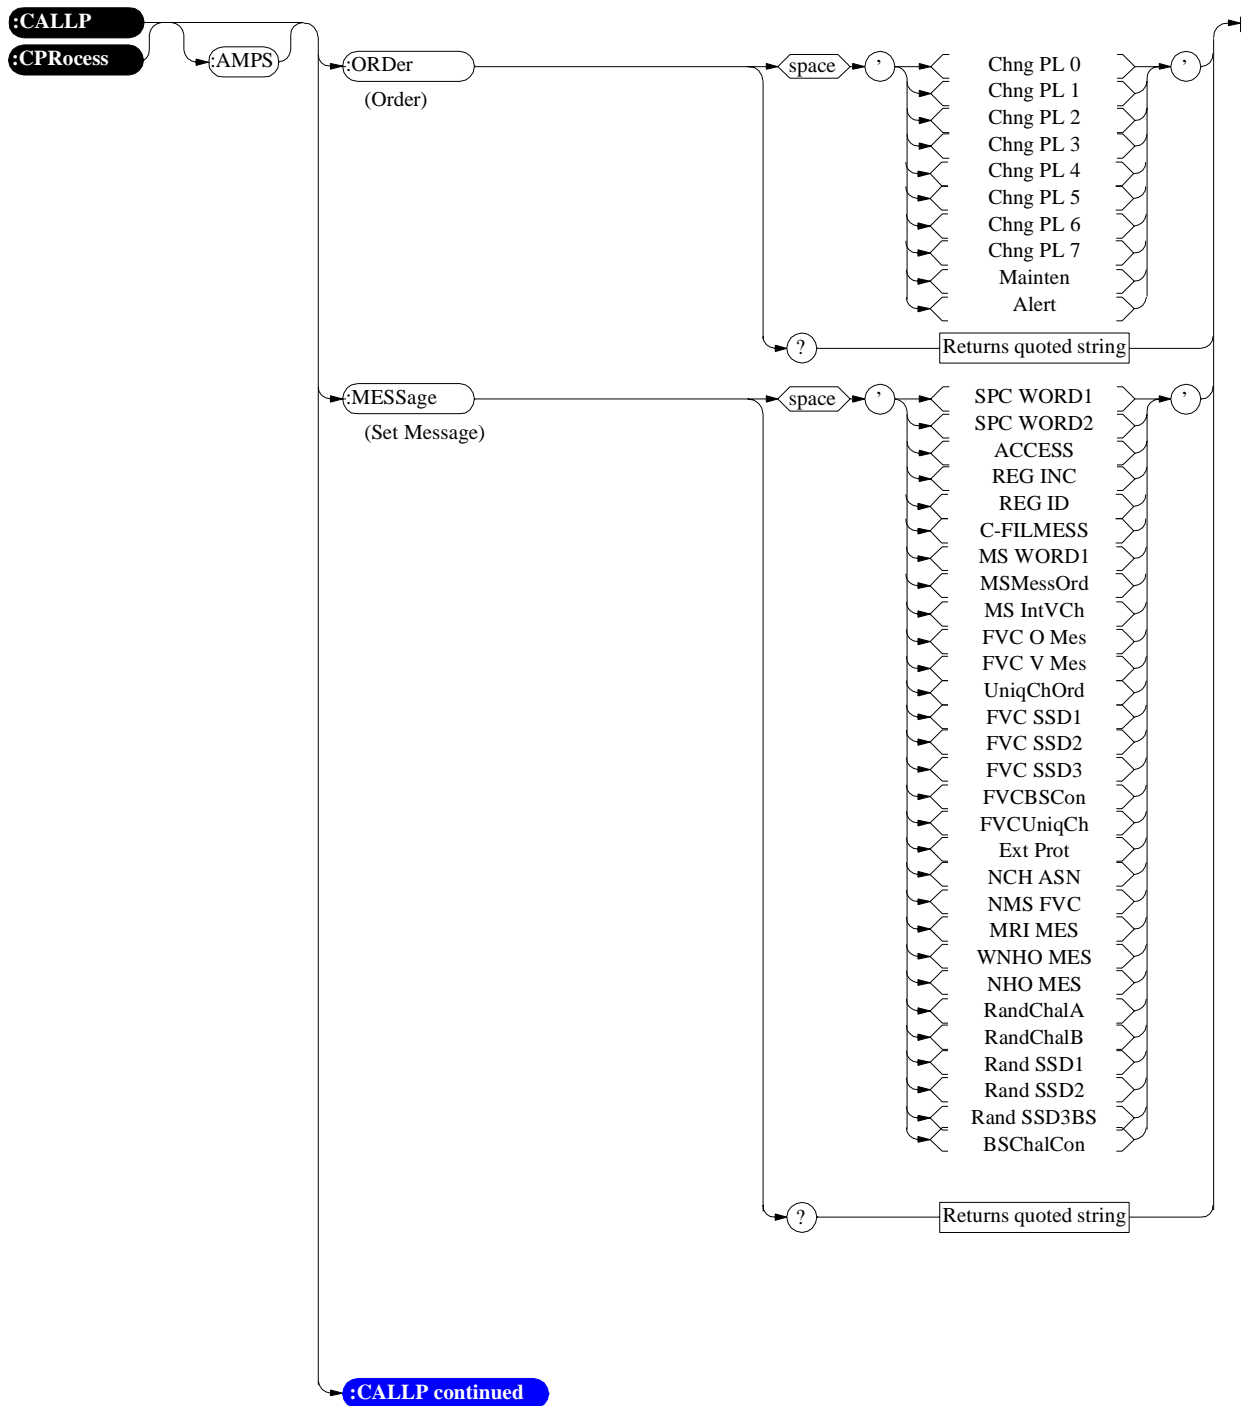 :CALLP
:CPRocess
:AMPS
:ORDer
(Order)
space
’
Chng PL 0
Chng PL 1
Chng PL 2
Chng PL 3
Chng PL 4
Chng PL 5
Chng PL 6
Chng PL 7
Mainten
Alert
’
?
Returns quoted string
:MESSage
(Set Message)
space
’
SPC WORD1
SPC WORD2
ACCESS
REG INC
REG ID
C-FILMESS
MS WORD1
MSMessOrd
MS IntVCh
FVC O Mes
FVC V Mes
UniqChOrd
FVC SSD1
FVC SSD2
FVC SSD3
FVCBSCon
FVCUniqCh
Ext Prot
NCH ASN
NMS FVC
MRI MES
WNHO MES
NHO MES
RandChalA
RandChalB
Rand SSD1
Rand SSD2
Rand SSD3BS
BSChalCon
’
?
Returns quoted string
:CALLP continued